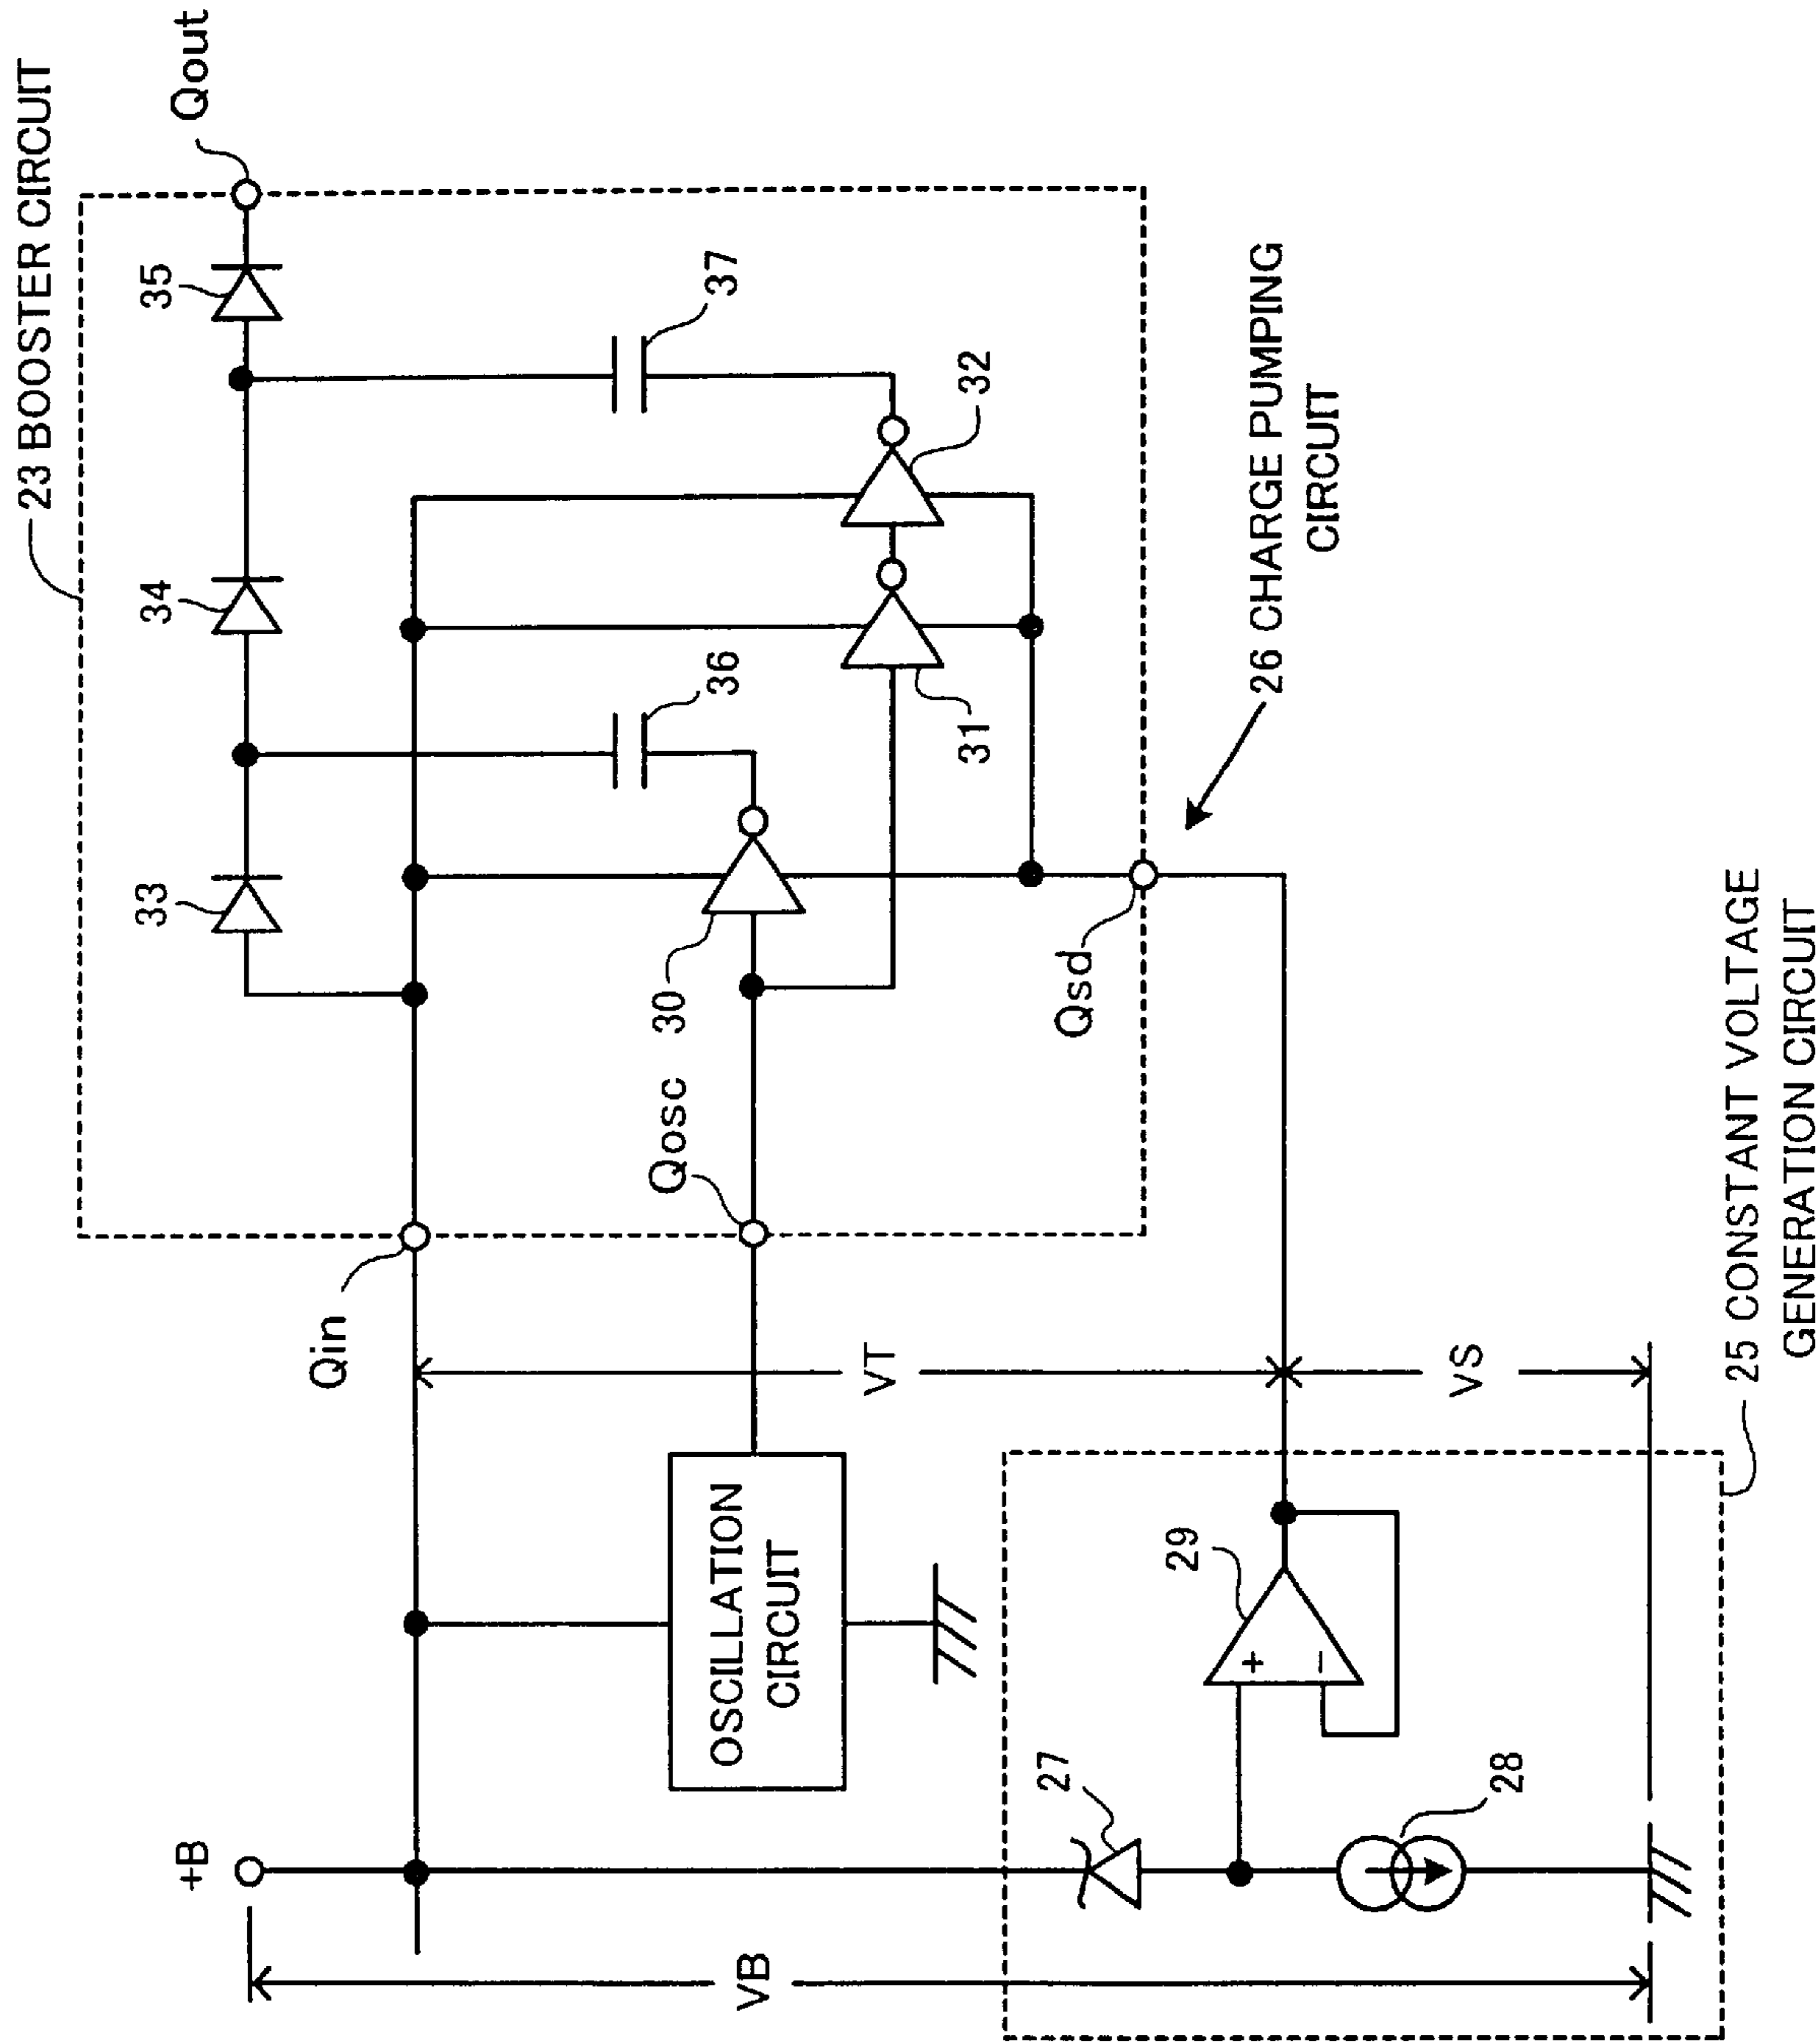 23 BOOSTER CIRCUIT
Qout
33
34
35
36
37
30
31
32
Qin
Qosc
Qsd
26 CHARGE PUMPING
CIRCUIT
+B
VB
OSCILLATION
CIRCUIT
VT
VS
27
28
29
+
−
25 CONSTANT VOLTAGE
GENERATION CIRCUIT